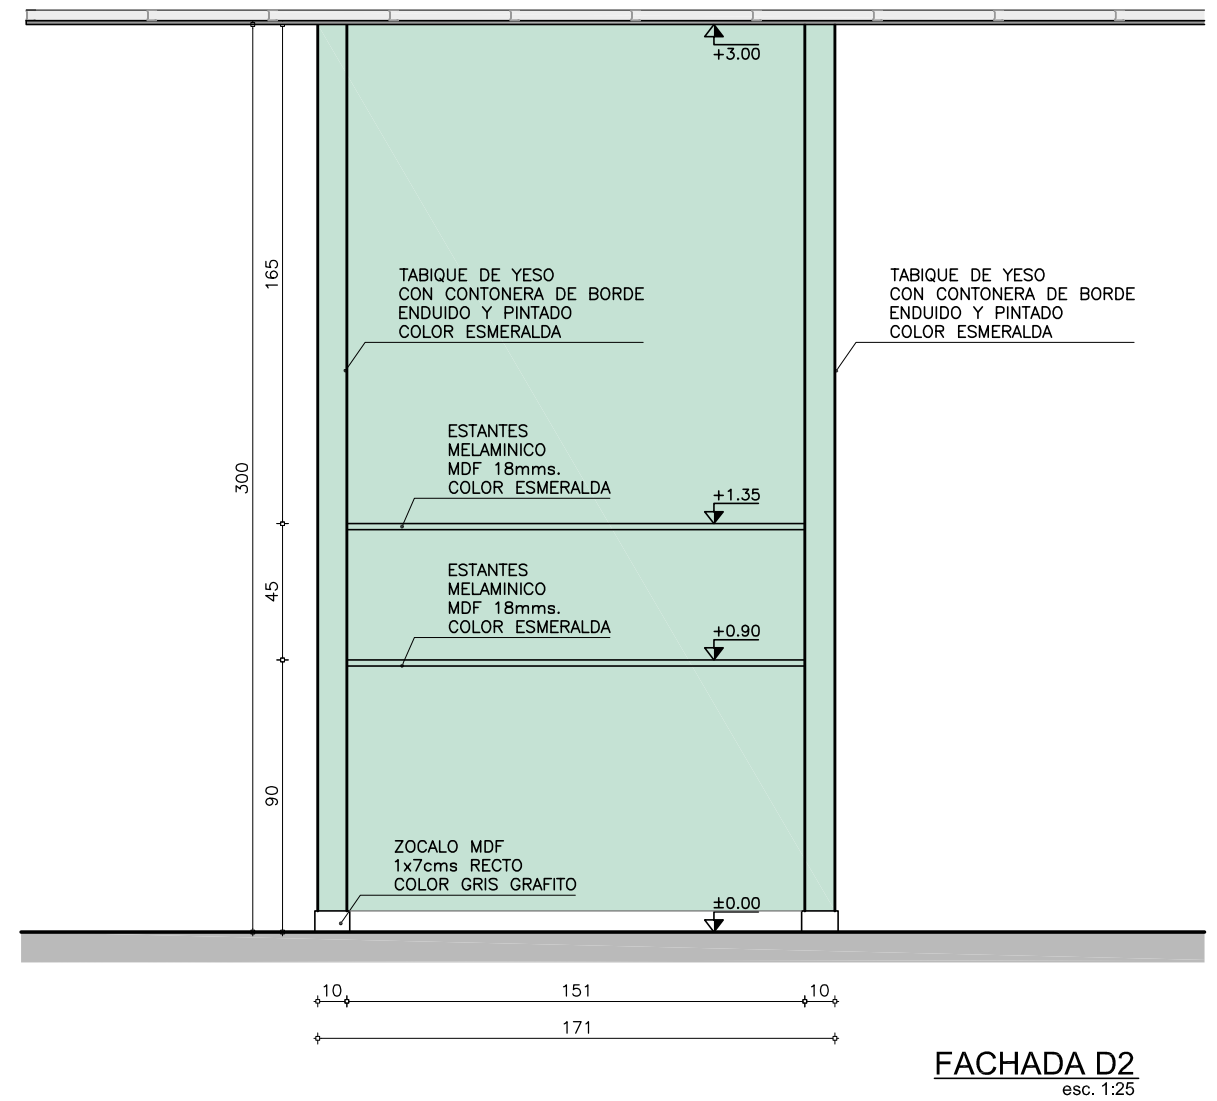 +3.00
165
TABIQUE DE YESO
CON CONTONERA DE BORDE
ENDUIDO Y PINTADO
COLOR ESMERALDA
TABIQUE DE YESO
CON CONTONERA DE BORDE
ENDUIDO Y PINTADO
COLOR ESMERALDA
300
ESTANTES
MELAMINICO
MDF 18mms.
COLOR ESMERALDA
+1.35
45
ESTANTES
MELAMINICO
MDF 18mms.
COLOR ESMERALDA
+0.90
90
ZOCALO MDF
1x7cms RECTO
COLOR GRIS GRAFITO
±0.00
10 151 10
171
FACHADA D2
esc. 1:25